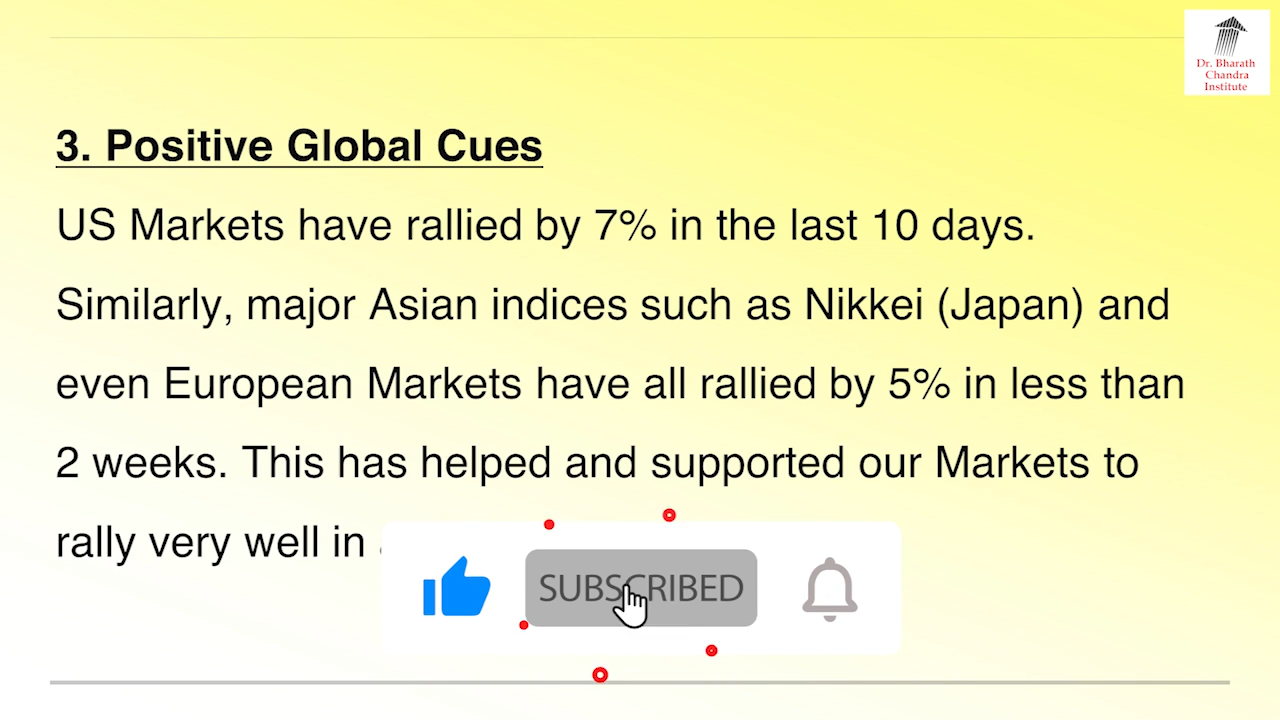 Dr. Bharath
Chandra
Institute
3. Positive Global Cues
US Markets have rallied by 7% in the last 10 days.
Similarly, major Asian indices such as Nikkei (Japan) and
even European Markets have all rallied by 5% in less than
2 weeks. This has helped and supported our Markets to
rally very well in
SUBSCRIBED